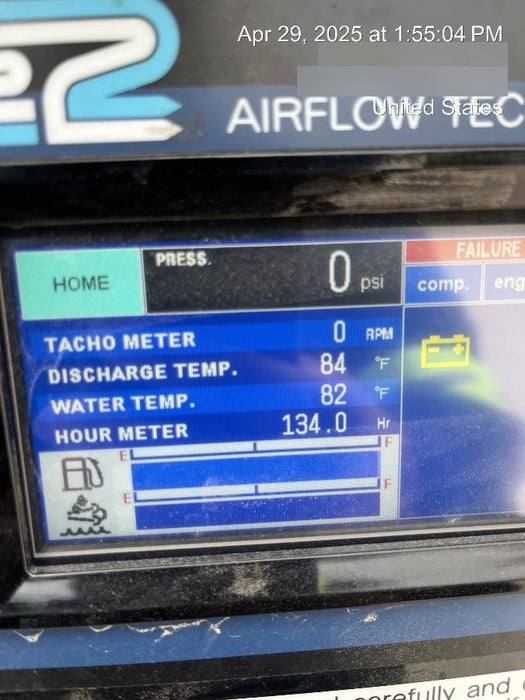 Apr 29, 2025 at 1:55:04 PM
United States
2
AIRFLOW TEC
HOME
PRESS.
0 psi
FAILURE
comp.
eng
TACHO METER 0 RPM
DISCHARGE TEMP. 84 °F
WATER TEMP. 82 °F
HOUR METER 134.0 Hr
E F
E F
carefully and